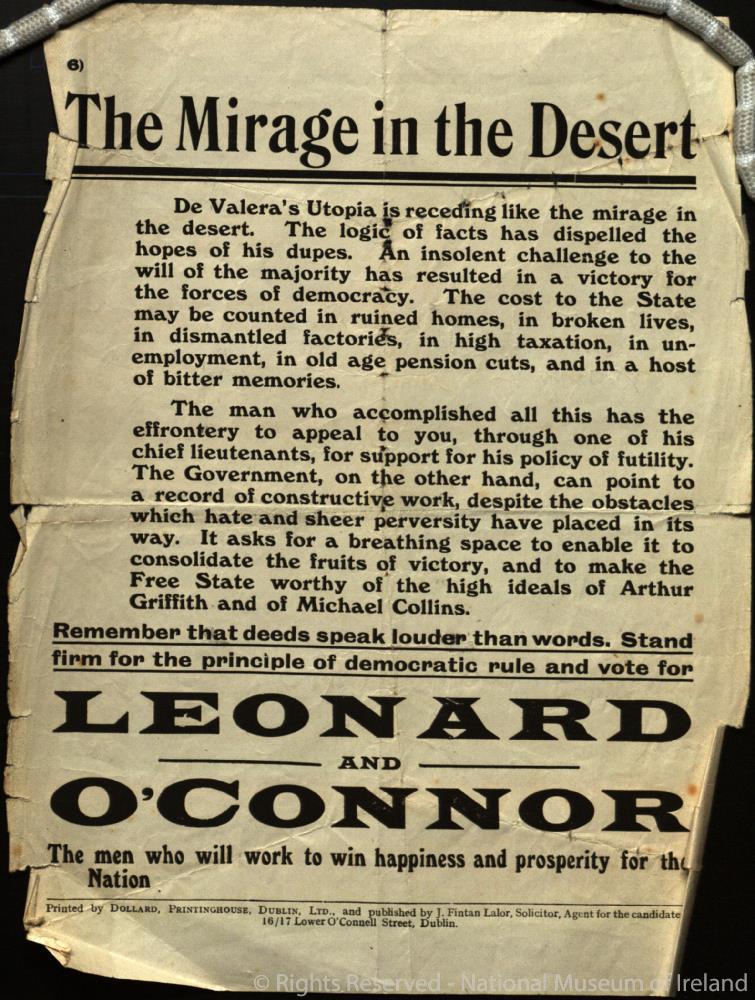 6)
The Mirage in the Desert
De Valera's Utopia is receding like the mirage in
the desert. The logic of facts has dispelled the
hopes of his dupes. An insolent challenge to the
will of the majority has resulted in a victory for
the forces of democracy. The cost to the State
may be counted in ruined homes, in broken lives,
in dismantled factories, in high taxation, in un-
employment, in old age pension cuts, and in a host
of bitter memories.
The man who accomplished all this has the
effrontery to appeal to you, through one of his
chief lieutenants, for support for his policy of futility.
The Government, on the other hand, can point to
a record of constructive work, despite the obstacles
which hate and sheer perversity have placed in its
way. It asks for a breathing space to enable it to
consolidate the fruits of victory, and to make the
Free State worthy of the high ideals of Arthur
Griffith and of Michael Collins.
Remember that deeds speak louder than words. Stand
firm for the principle of democratic rule and vote for
LEONARD
AND
O'CONNOR
The men who will work to win happiness and prosperity for the
Nation
Printed by DOLLARD, PRINTINGHOUSE, DUBLIN, LTD., and published by J. Fintan Lalor, Solicitor, Agent for the candidate
16/17 Lower O'Connell Street, Dublin.
© Rights Reserved - National Museum of Ireland